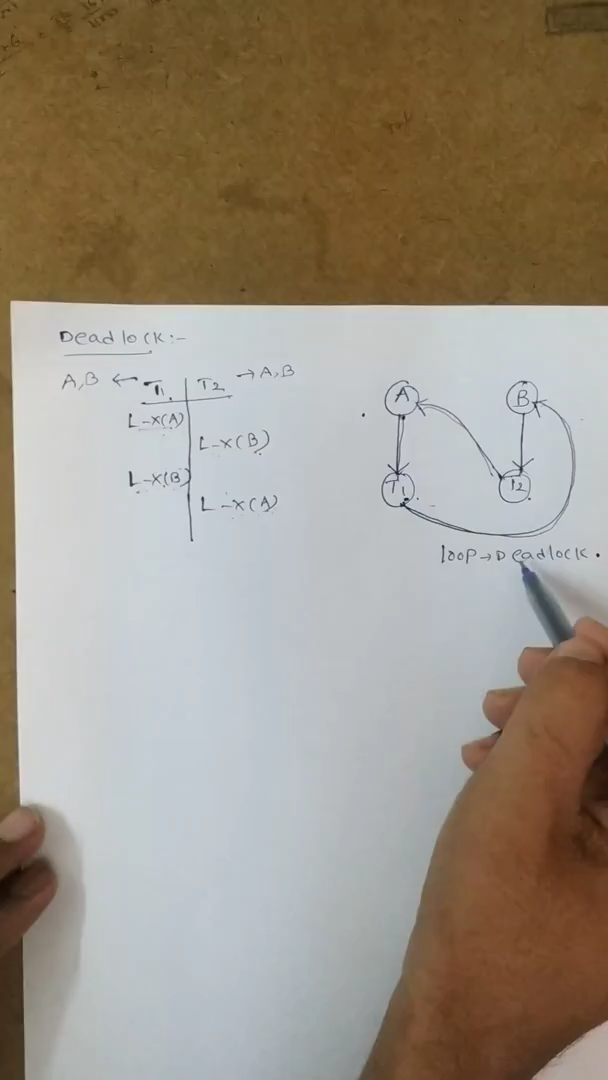 Deadlock:-
A,B ← T1 T2 → A,B
L-X(A)
L-X(B)
L-X(B)
L-X(A)
A B
T1 T2
loop → Deadlock.